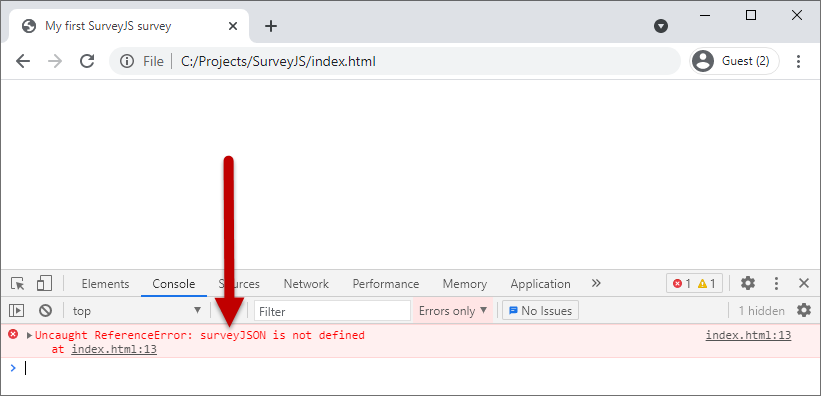 My first SurveyJS survey
File C:/Projects/SurveyJS/index.html Guest (2)
Elements Console Sources Network Performance Memory Application » 1 1
top Filter Errors only No Issues 1 hidden
Uncaught ReferenceError: surveyJSON is not defined index.html:13
at index.html:13